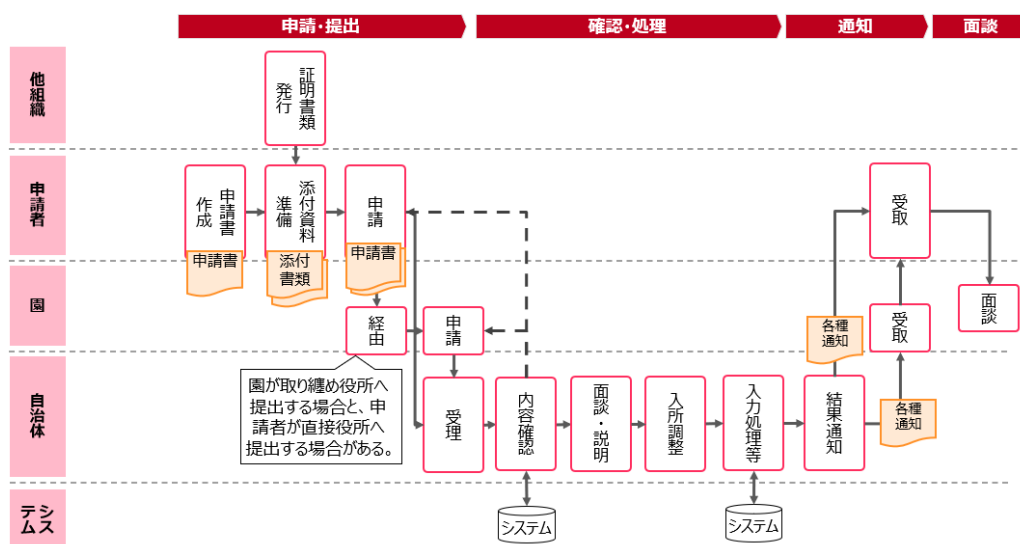 申請・提出
確認・処理
通知
面談
他組織
証明書類
発行
申請者
申請書
作成
添付資料
準備
申請
受取
申請書
添付
書類
申請書
園
経由
申請
各種
通知
受取
面談
自治体
園が取り纏め役所へ
提出する場合と、申
請者が直接役所へ
提出する場合がある。
受理
内容確認
面談・説明
入所調整
入力処理等
結果通知
各種
通知
シス
テム
システム
システム